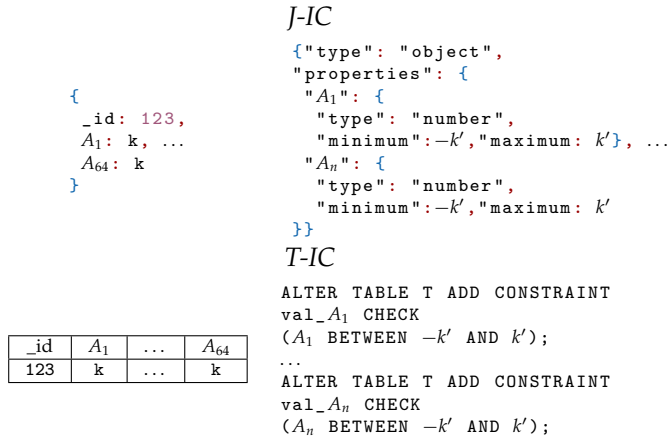 J-IC
{"type": "object",
"properties": {
"A₁": {
"type": "number",
"minimum":−k′,"maximum: k′}, ...
"Aₙ": {
"type": "number",
"minimum":−k′,"maximum: k′
}}
{
_id: 123,
A₁: k, ...
A₆₄: k
}
T-IC
ALTER TABLE T ADD CONSTRAINT
val_A₁ CHECK
(A₁ BETWEEN −k′ AND k′);
...
ALTER TABLE T ADD CONSTRAINT
val_Aₙ CHECK
(Aₙ BETWEEN −k′ AND k′);
_id A₁ ... A₆₄
123 k ... k